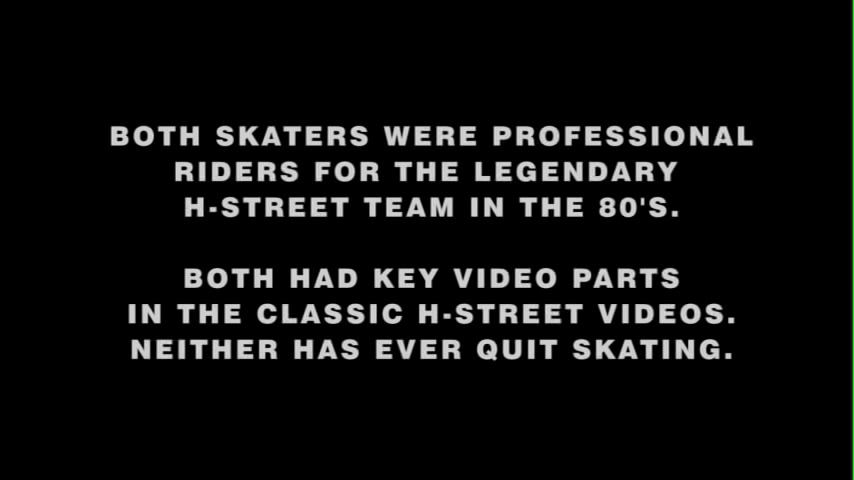 BOTH SKATERS WERE PROFESSIONAL
RIDERS FOR THE LEGENDARY
H-STREET TEAM IN THE 80'S.
BOTH HAD KEY VIDEO PARTS
IN THE CLASSIC H-STREET VIDEOS.
NEITHER HAS EVER QUIT SKATING.